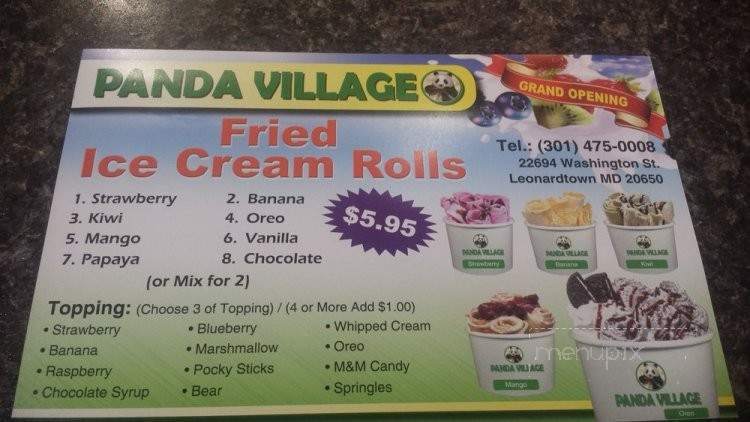 PANDA VILLAGE
GRAND OPENING
Fried
Ice Cream Rolls
Tel.: (301) 475-0008
22694 Washington St.
Leonardtown MD 20650
1. Strawberry
2. Banana
3. Kiwi
4. Oreo
5. Mango
6. Vanilla
7. Papaya
8. Chocolate
(or Mix for 2)
$5.95
PANDA VILLAGE
Strawberry
PANDA VILLAGE
Banana
PANDA VILLAGE
Kiwi
Topping: (Choose 3 of Topping) / (4 or More Add $1.00)
• Strawberry
• Blueberry
• Whipped Cream
• Banana
• Marshmallow
• Oreo
• Raspberry
• Pocky Sticks
• M&M Candy
• Chocolate Syrup
• Bear
• Springles
PANDA VILLAGE
Mango
menupix
PANDA VILLAGE
Oreo